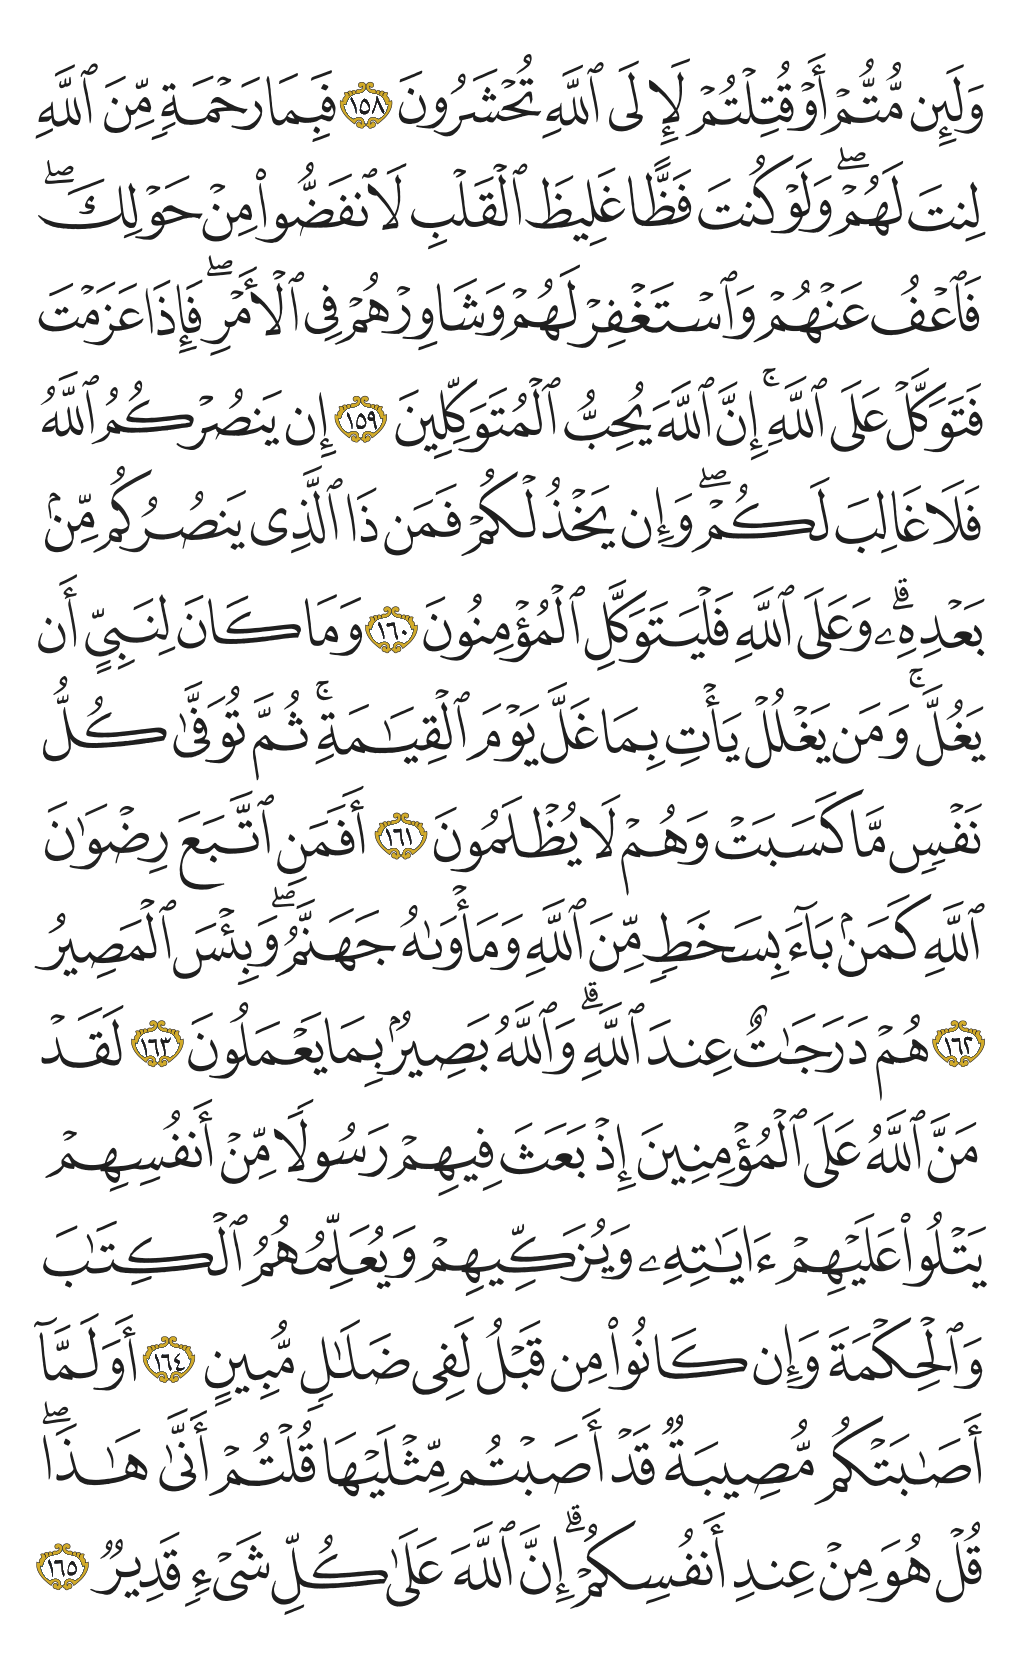 وَلَئِن مُّتُّمۡ أَوۡ قُتِلۡتُمۡ لَإِلَى ٱللَّهِ تُحۡشَرُونَ ١٥٨ فَبِمَا رَحۡمَةٖ مِّنَ ٱللَّهِ
لِنتَ لَهُمۡۖ وَلَوۡ كُنتَ فَظًّا غَلِيظَ ٱلۡقَلۡبِ لَٱنفَضُّواْ مِنۡ حَوۡلِكَۖ
فَٱعۡفُ عَنۡهُمۡ وَٱسۡتَغۡفِرۡ لَهُمۡ وَشَاوِرۡهُمۡ فِي ٱلۡأَمۡرِۖ فَإِذَا عَزَمۡتَ
فَتَوَكَّلۡ عَلَى ٱللَّهِۚ إِنَّ ٱللَّهَ يُحِبُّ ٱلۡمُتَوَكِّلِينَ ١٥٩ إِن يَنصُرۡكُمُ ٱللَّهُ
فَلَا غَالِبَ لَكُمۡۖ وَإِن يَخۡذُلۡكُمۡ فَمَن ذَا ٱلَّذِي يَنصُرُكُم مِّنۢ
بَعۡدِهِۦۗ وَعَلَى ٱللَّهِ فَلۡيَتَوَكَّلِ ٱلۡمُؤۡمِنُونَ ١٦٠ وَمَا كَانَ لِنَبِيٍّ أَن
يَغُلَّۚ وَمَن يَغۡلُلۡ يَأۡتِ بِمَا غَلَّ يَوۡمَ ٱلۡقِيَٰمَةِۚ ثُمَّ تُوَفَّىٰ كُلُّ
نَفۡسٖ مَّا كَسَبَتۡ وَهُمۡ لَا يُظۡلَمُونَ ١٦١ أَفَمَنِ ٱتَّبَعَ رِضۡوَٰنَ
ٱللَّهِ كَمَنۢ بَآءَ بِسَخَطٖ مِّنَ ٱللَّهِ وَمَأۡوَىٰهُ جَهَنَّمُۖ وَبِئۡسَ ٱلۡمَصِيرُ
١٦٢ هُمۡ دَرَجَٰتٌ عِندَ ٱللَّهِۗ وَٱللَّهُ بَصِيرُۢ بِمَا يَعۡمَلُونَ ١٦٣ لَقَدۡ
مَنَّ ٱللَّهُ عَلَى ٱلۡمُؤۡمِنِينَ إِذۡ بَعَثَ فِيهِمۡ رَسُولٗا مِّنۡ أَنفُسِهِمۡ
يَتۡلُواْ عَلَيۡهِمۡ ءَايَٰتِهِۦ وَيُزَكِّيهِمۡ وَيُعَلِّمُهُمُ ٱلۡكِتَٰبَ
وَٱلۡحِكۡمَةَ وَإِن كَانُواْ مِن قَبۡلُ لَفِي ضَلَٰلٖ مُّبِينٍ ١٦٤ أَوَلَمَّآ
أَصَٰبَتۡكُم مُّصِيبَةٞ قَدۡ أَصَبۡتُم مِّثۡلَيۡهَا قُلۡتُمۡ أَنَّىٰ هَٰذَاۖ
قُلۡ هُوَ مِنۡ عِندِ أَنفُسِكُمۡۗ إِنَّ ٱللَّهَ عَلَىٰ كُلِّ شَيۡءٖ قَدِيرٞ ١٦٥